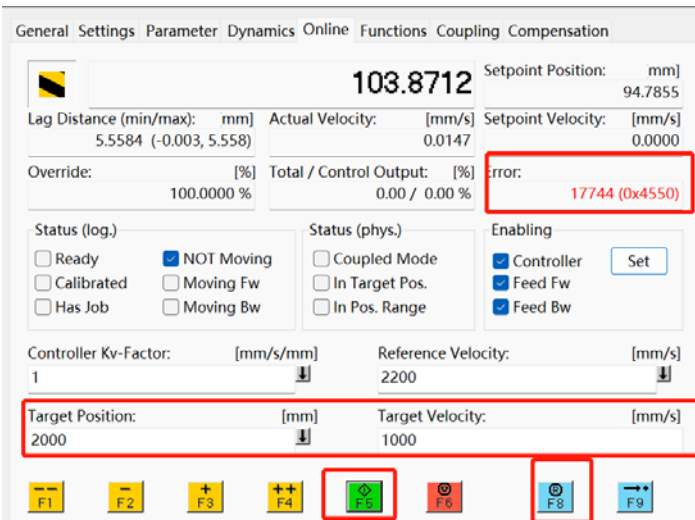 General Settings Parameter Dynamics Online Functions Coupling Compensation
103.8712
Setpoint Position: mm]
94.7855
Lag Distance (min/max): mm] Actual Velocity: [mm/s] Setpoint Velocity: [mm/s]
5.5584 (-0.003, 5.558) 0.0147 0.0000
Override: [%] Total / Control Output: [%] Error:
100.0000 % 0.00 / 0.00 % 17744 (0x4550)
Status (log.) Status (phys.) Enabling
Ready NOT Moving Coupled Mode Controller Set
Calibrated Moving Fw In Target Pos. Feed Fw
Has Job Moving Bw In Pos. Range Feed Bw
Controller Kv-Factor: [mm/s/mm] Reference Velocity: [mm/s]
1 2200
Target Position: [mm] Target Velocity: [mm/s]
2000 1000
-- - + ++
F1 F2 F3 F4 F5 F6 F8 F9